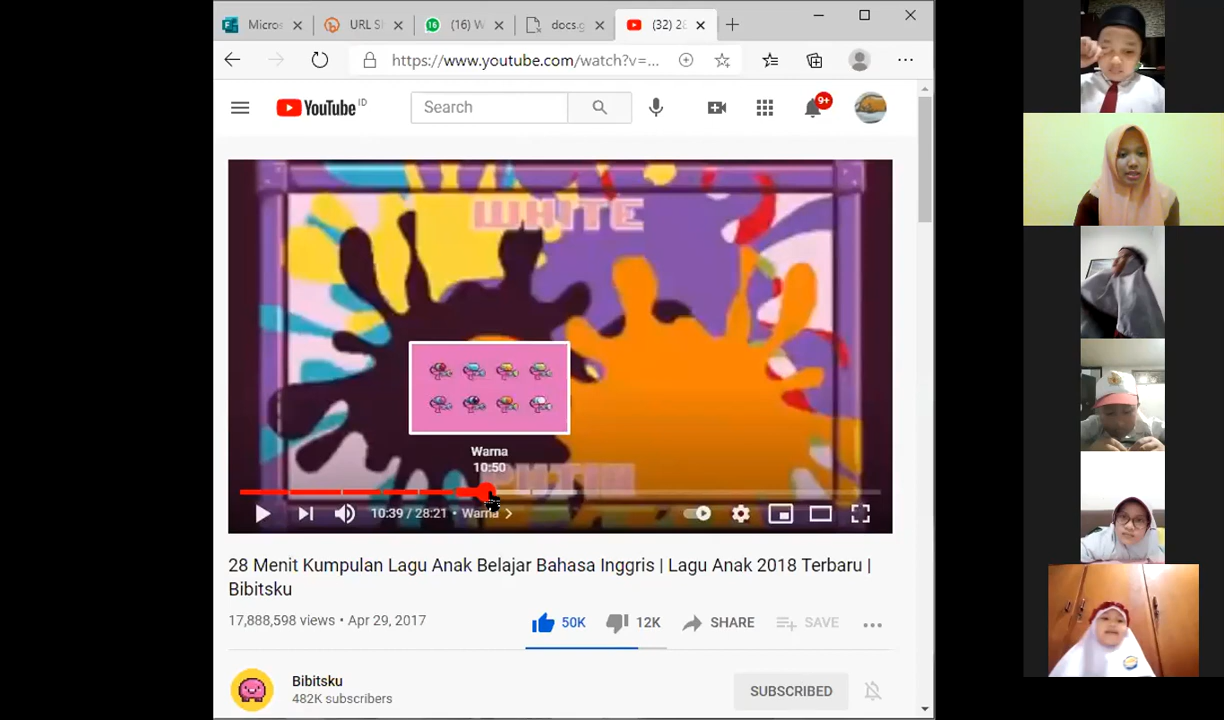 Micros
URL S
(16) W
docs.g
(32) 28
https://www.youtube.com/watch?v=...
YouTube ID
Search
9+
WHITE
Warna
10:50
PUTIH
10:39 / 28:21 • Warna
28 Menit Kumpulan Lagu Anak Belajar Bahasa Inggris | Lagu Anak 2018 Terbaru |
Bibitsku
17,888,598 views • Apr 29, 2017
50K
12K
SHARE
SAVE
Bibitsku
482K subscribers
SUBSCRIBED